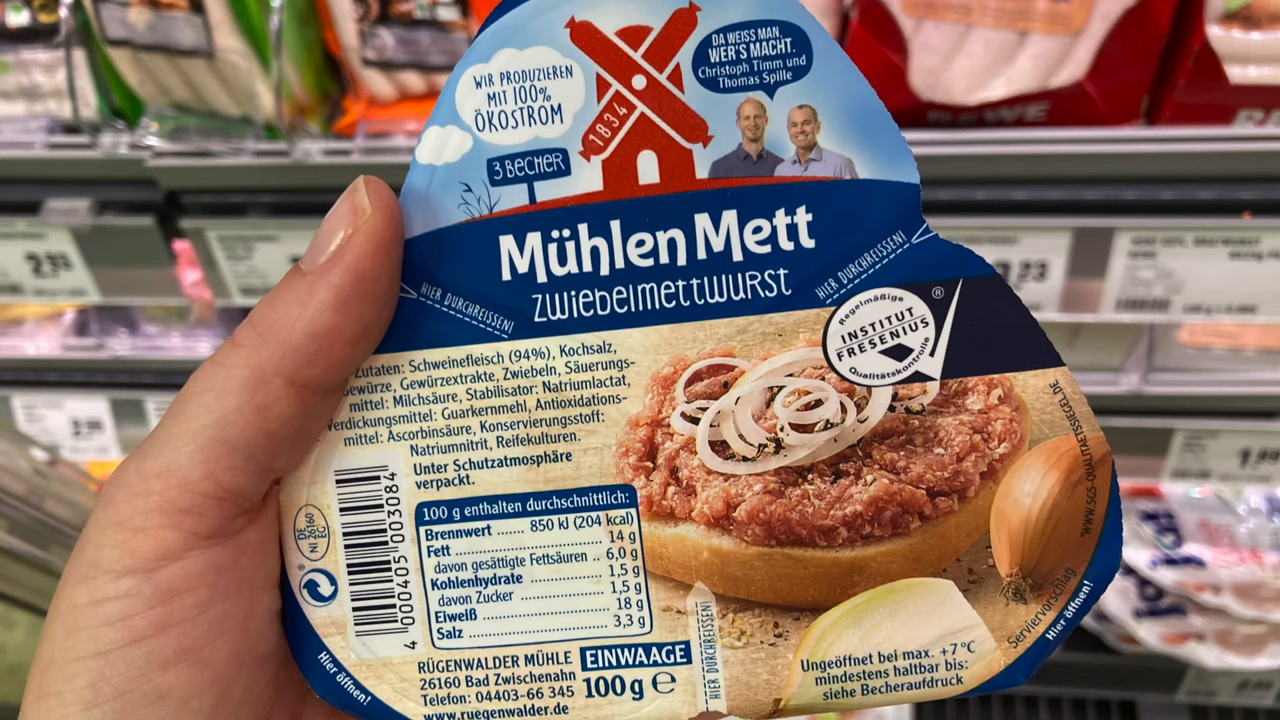 WIR PRODUZIEREN
MIT 100%
ÖKOSTROM
3 BECHER
1834
DA WEISS MAN,
WER'S MACHT.
Christoph Timm und
Thomas Spille
MühlenMett
Zwiebelmettwurst
HIER DURCHREISSEN!
HIER DURCHREISSEN!
Regelmäßige
INSTITUT
FRESENIUS
Qualitätskontrolle
®
Zutaten: Schweinefleisch (94%), Kochsalz,
Gewürze, Gewürzextrakte, Zwiebeln, Säuerungs-
mittel: Milchsäure, Stabilisator: Natriumlactat,
Verdickungsmittel: Guarkernmehl, Antioxidations-
mittel: Ascorbinsäure, Konservierungsstoff:
Natriumnitrit, Reifekulturen.
Unter Schutzatmosphäre
verpackt.
100 g enthalten durchschnittlich:
Brennwert ...... 850 kJ (204 kcal)
Fett ................ 14 g
davon gesättigte Fettsäuren .. 6,0 g
Kohlenhydrate ............ 1,5 g
davon Zucker ............ 1,5 g
Eiweiß ................ 18 g
Salz ................ 3,3 g
DE
NI 26160
EG
4 000405 003084
RÜGENWALDER MÜHLE
26160 Bad Zwischenahn
Telefon: 04403-66 345
www.ruegenwalder.de
EINWAAGE
100 g e
HIER DURCHREISSEN!
Ungeöffnet bei max. +7 °C
mindestens haltbar bis:
siehe Becheraufdruck
Serviervorschlag
Hier öffnen!
Hier öffnen!
WWW.SGS-QUALITAETSSIEGEL.DE
REWE